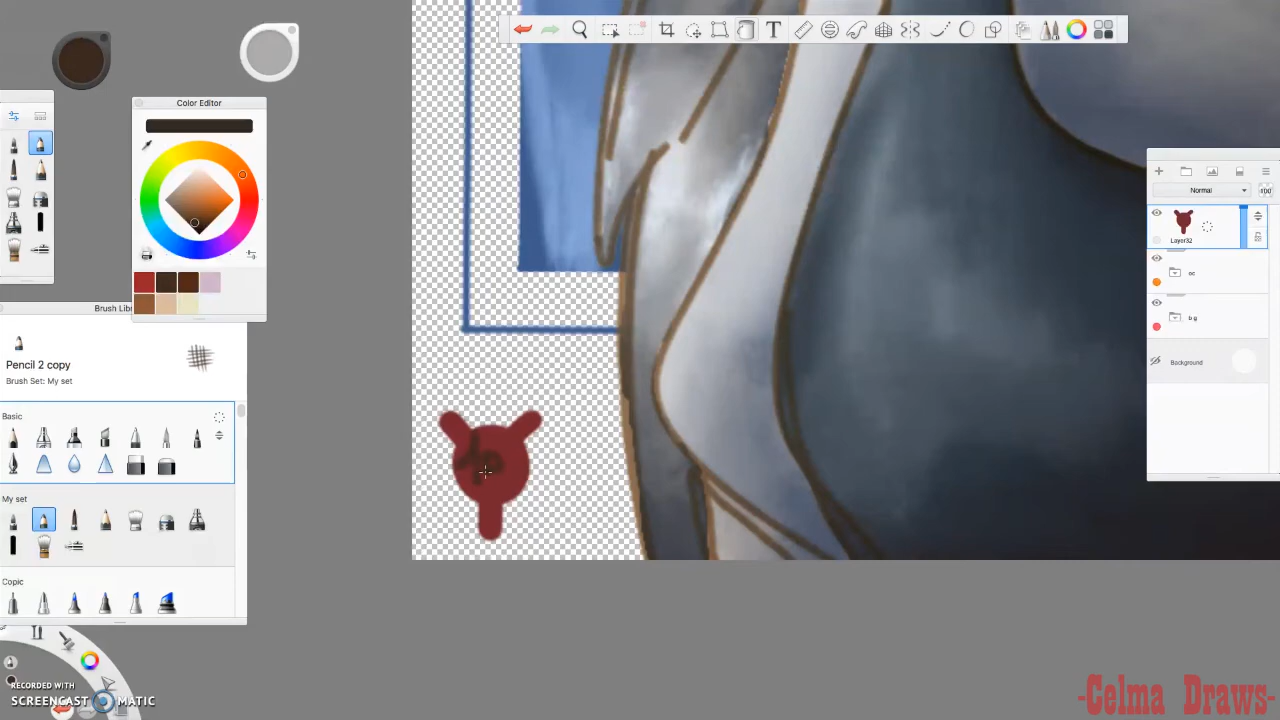 Color Editor
Brush Lib
Pencil 2 copy
Brush Set: My set
Basic
My set
Copic
T
Normal
Layer32
oc
b g
Background
RECORDED WITH
SCREENCAST MATIC
-Celma Draws-